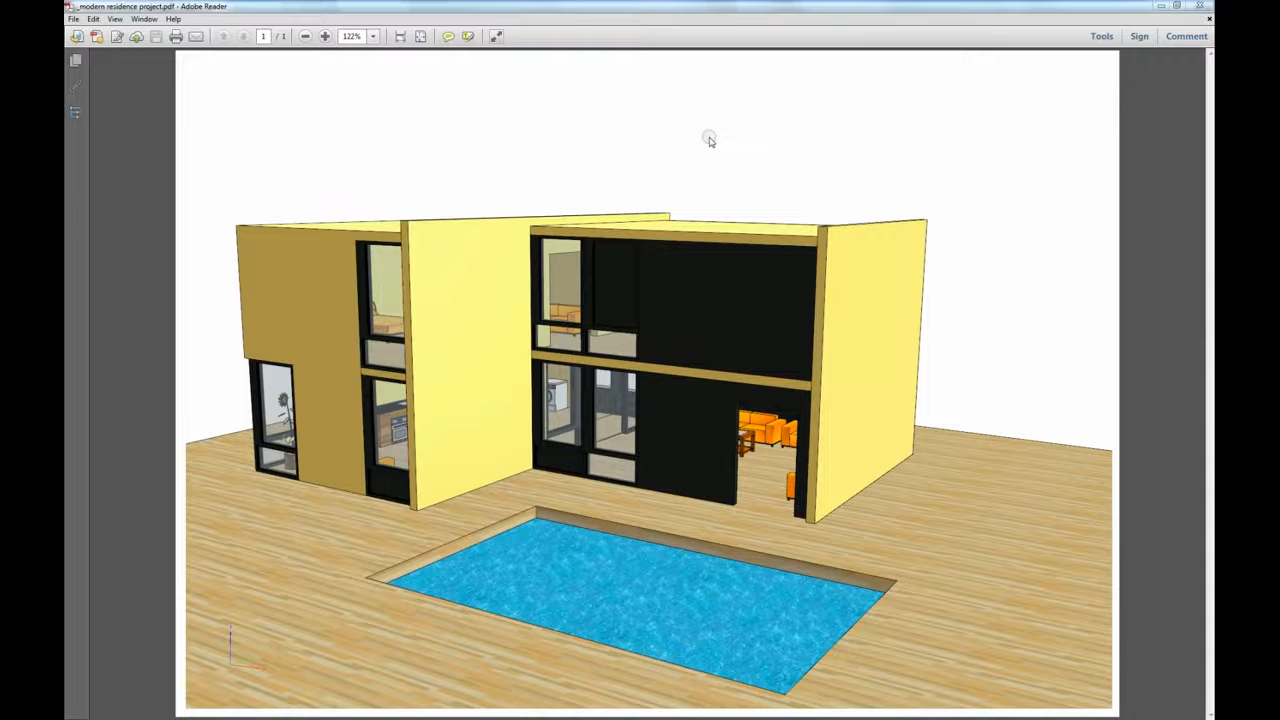 _modern residence project.pdf - Adobe Reader
File Edit View Window Help
1 / 1 122% Tools Sign Comment